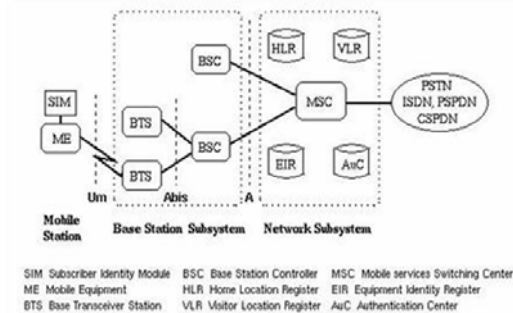 HLR VLR
BSC
SIM
MSC
PSTN
ISDN, PSPDN
CSPDN
BTS
ME
BSC
BTS
EIR AuC
Um Abis A
Mobile
Station
Base Station Subsystem Network Subsystem
SIM Subscriber Identity Module BSC Base Station Controller MSC Mobile services Switching Center
ME Mobile Equipment HLR Home Location Register EIR Equipment Identity Register
BTS Base Transceiver Station VLR Visitor Location Register AuC Authentication Center